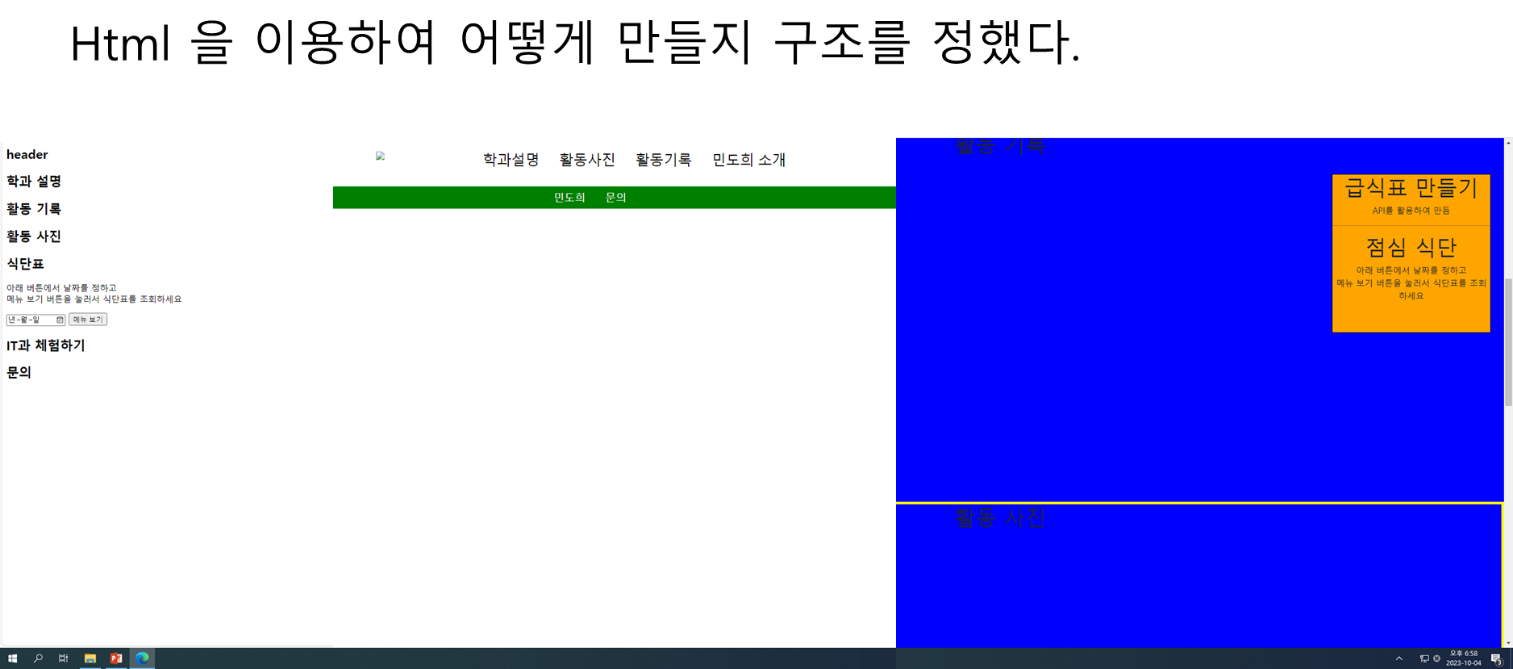 Html 을 이용하여 어떻게 만들지 구조를 정했다.
header
학과 설명
활동 기록
활동 사진
식단표
아래 버튼에서 날짜를 정하고
메뉴 보기 버튼을 눌러서 식단표를 조회하세요
년-월-일 메뉴 보기
IT과 체험하기
문의
학과설명 활동사진 활동기록 민도희 소개
민도희 문의
활동 기록
급식표 만들기
API를 활용하여 만듬
점심 식단
아래 버튼에서 날짜를 정하고
메뉴 보기 버튼을 눌러서 식단표를 조회
하세요
활동 사진
오후 6:58
2023-10-04
3